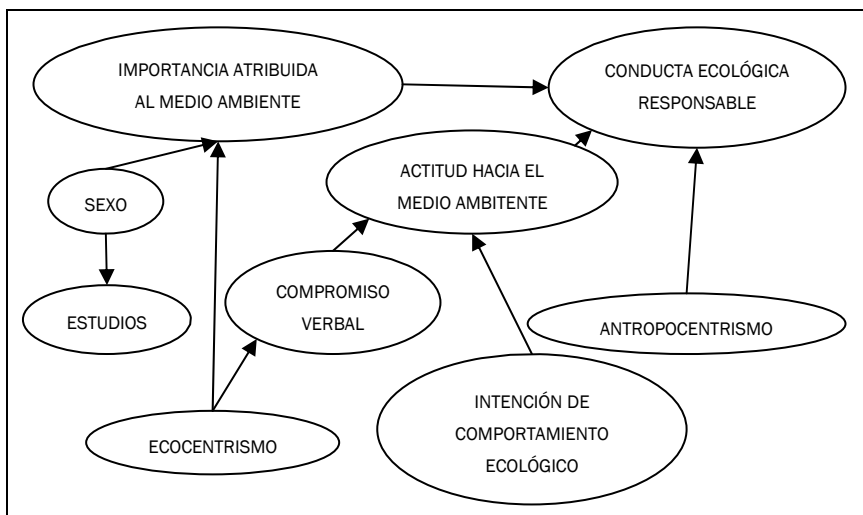 IMPORTANCIA ATRIBUIDA
AL MEDIO AMBIENTE
CONDUCTA ECOLÓGICA
RESPONSABLE
ACTITUD HACIA EL
MEDIO AMBITENTE
SEXO
COMPROMISO
VERBAL
ESTUDIOS
ANTROPOCENTRISMO
INTENCIÓN DE
COMPORTAMIENTO
ECOLÓGICO
ECOCENTRISMO